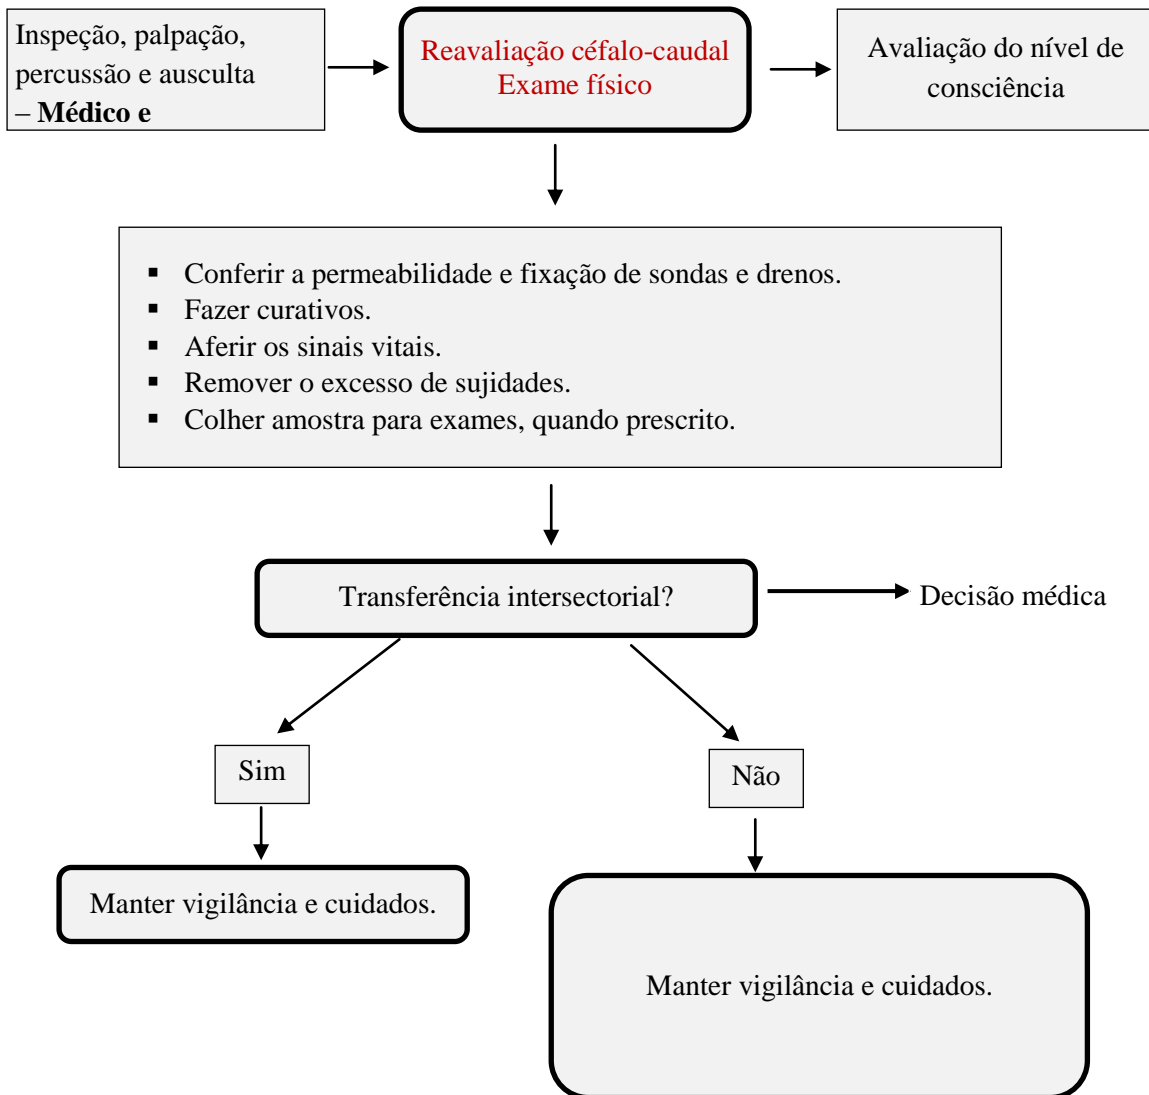 Inspeção, palpação,
percussão e ausculta
– Médico e
Reavaliação céfalo-caudal
Exame físico
Avaliação do nível de
consciência
▪ Conferir a permeabilidade e fixação de sondas e drenos.
▪ Fazer curativos.
▪ Aferir os sinais vitais.
▪ Remover o excesso de sujidades.
▪ Colher amostra para exames, quando prescrito.
Transferência intersectorial?
Decisão médica
Sim
Não
Manter vigilância e cuidados.
Manter vigilância e cuidados.